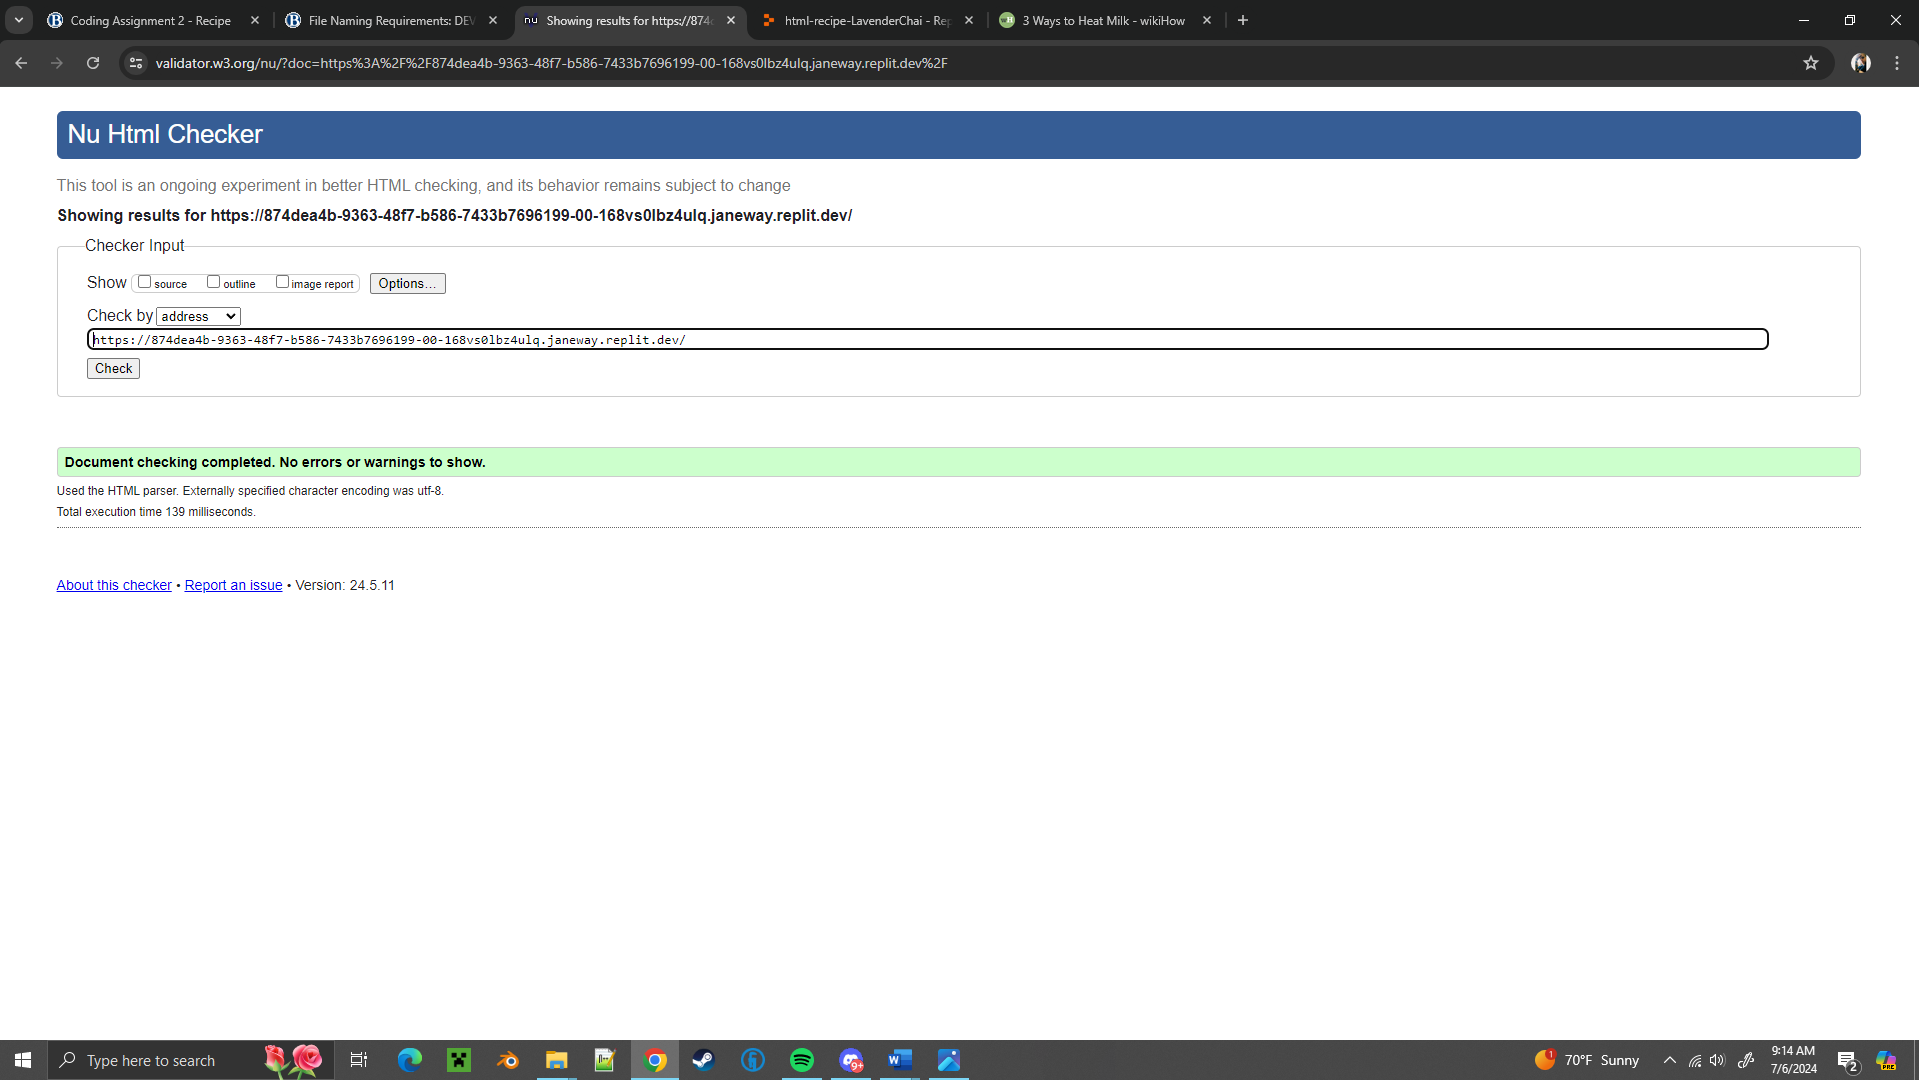 Coding Assignment 2 - Recipe
File Naming Requirements: DEV
nu Showing results for https://874
html-recipe-LavenderChai - Rep
3 Ways to Heat Milk - wikiHow
validator.w3.org/nu/?doc=https%3A%2F%2F874dea4b-9363-48f7-b586-7433b7696199-00-168vs0lbz4ulq.janeway.replit.dev%2F
Nu Html Checker
This tool is an ongoing experiment in better HTML checking, and its behavior remains subject to change
Showing results for https://874dea4b-9363-48f7-b586-7433b7696199-00-168vs0lbz4ulq.janeway.replit.dev/
Checker Input
Show source outline image report Options...
Check by address
https://874dea4b-9363-48f7-b586-7433b7696199-00-168vs0lbz4ulq.janeway.replit.dev/
Check
Document checking completed. No errors or warnings to show.
Used the HTML parser. Externally specified character encoding was utf-8.
Total execution time 139 milliseconds.
About this checker • Report an issue • Version: 24.5.11
Type here to search
9+
W
1
70°F Sunny
9:14 AM
7/6/2024
2
PRE